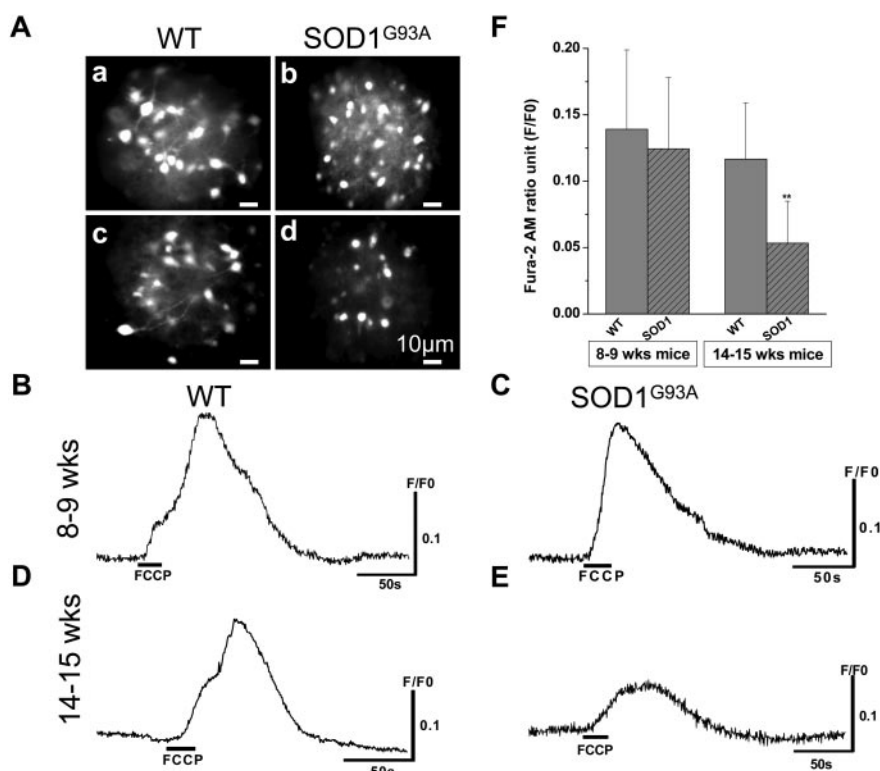 A
WT
SOD1G93A
a
b
c
d
10µm
F
Fura-2 AM ratio unit (F/F0)
0.20
0.15
0.10
0.05
0.00
**
WT
SOD1
WT
SOD1
8-9 wks mice
14-15 wks mice
WT
SOD1G93A
8-9 wks
B
FCCP
F/F0
0.1
50s
C
FCCP
F/F0
0.1
50s
14-15 wks
D
FCCP
F/F0
0.1
50s
E
FCCP
F/F0
0.1
50s